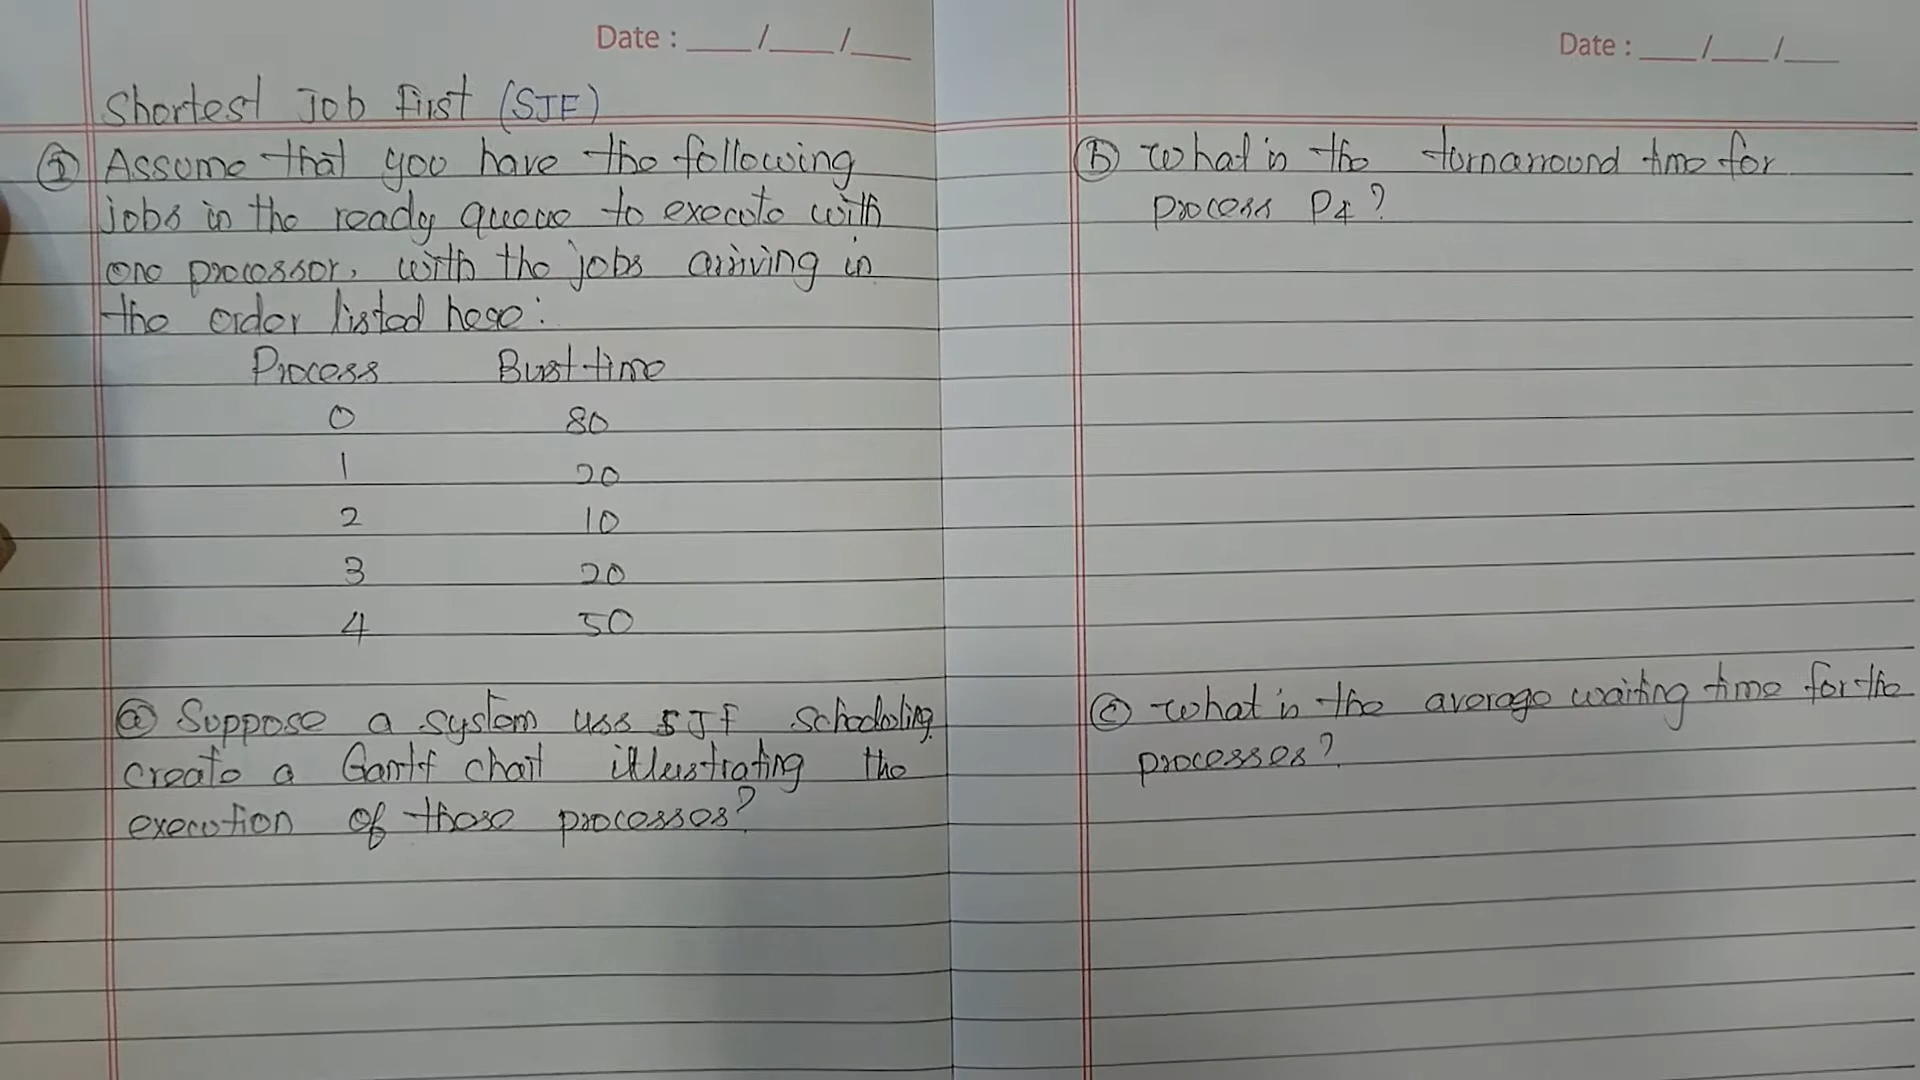 Date : ___/___/___
Shortest Job First (SJF)
① Assume that you have the following
jobs in the ready queue to execute with
one processor, with the jobs arriving in
the order listed here:
Process Burst time
0 80
1 20
2 10
3 20
4 50
ⓐ Suppose a system uss SJF scheduling
create a Gantt chart illustrating the
execution of those processes?
Date : ___/___/___
ⓑ what is the turnarround time for
process P4?
ⓒ what is the average waiting time for the
processes?